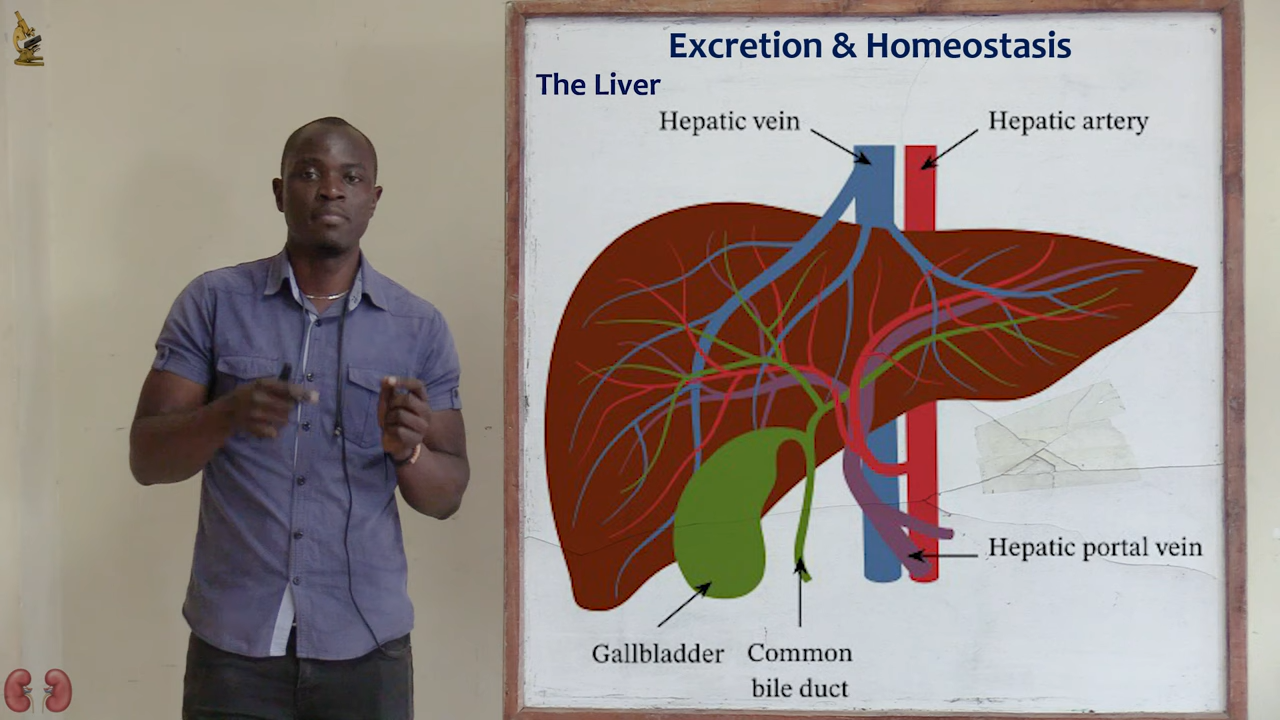 Excretion & Homeostasis
The Liver
Hepatic vein
Hepatic artery
Hepatic portal vein
Gallbladder
Common
bile duct